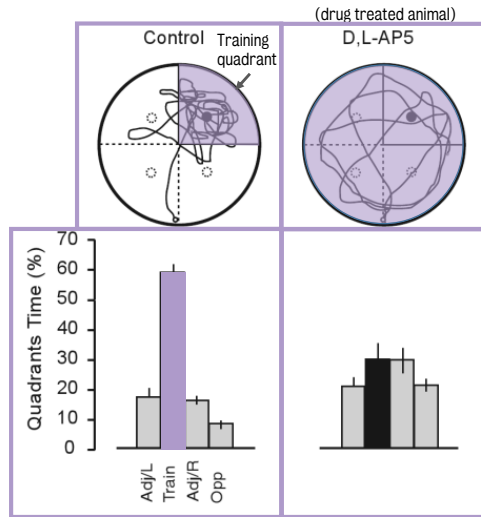 (drug treated animal)
Control
Training
quadrant
D,L-AP5
Quadrants Time (%)
70
60
50
40
30
20
10
0
Adj/L
Train
Adj/R
Opp